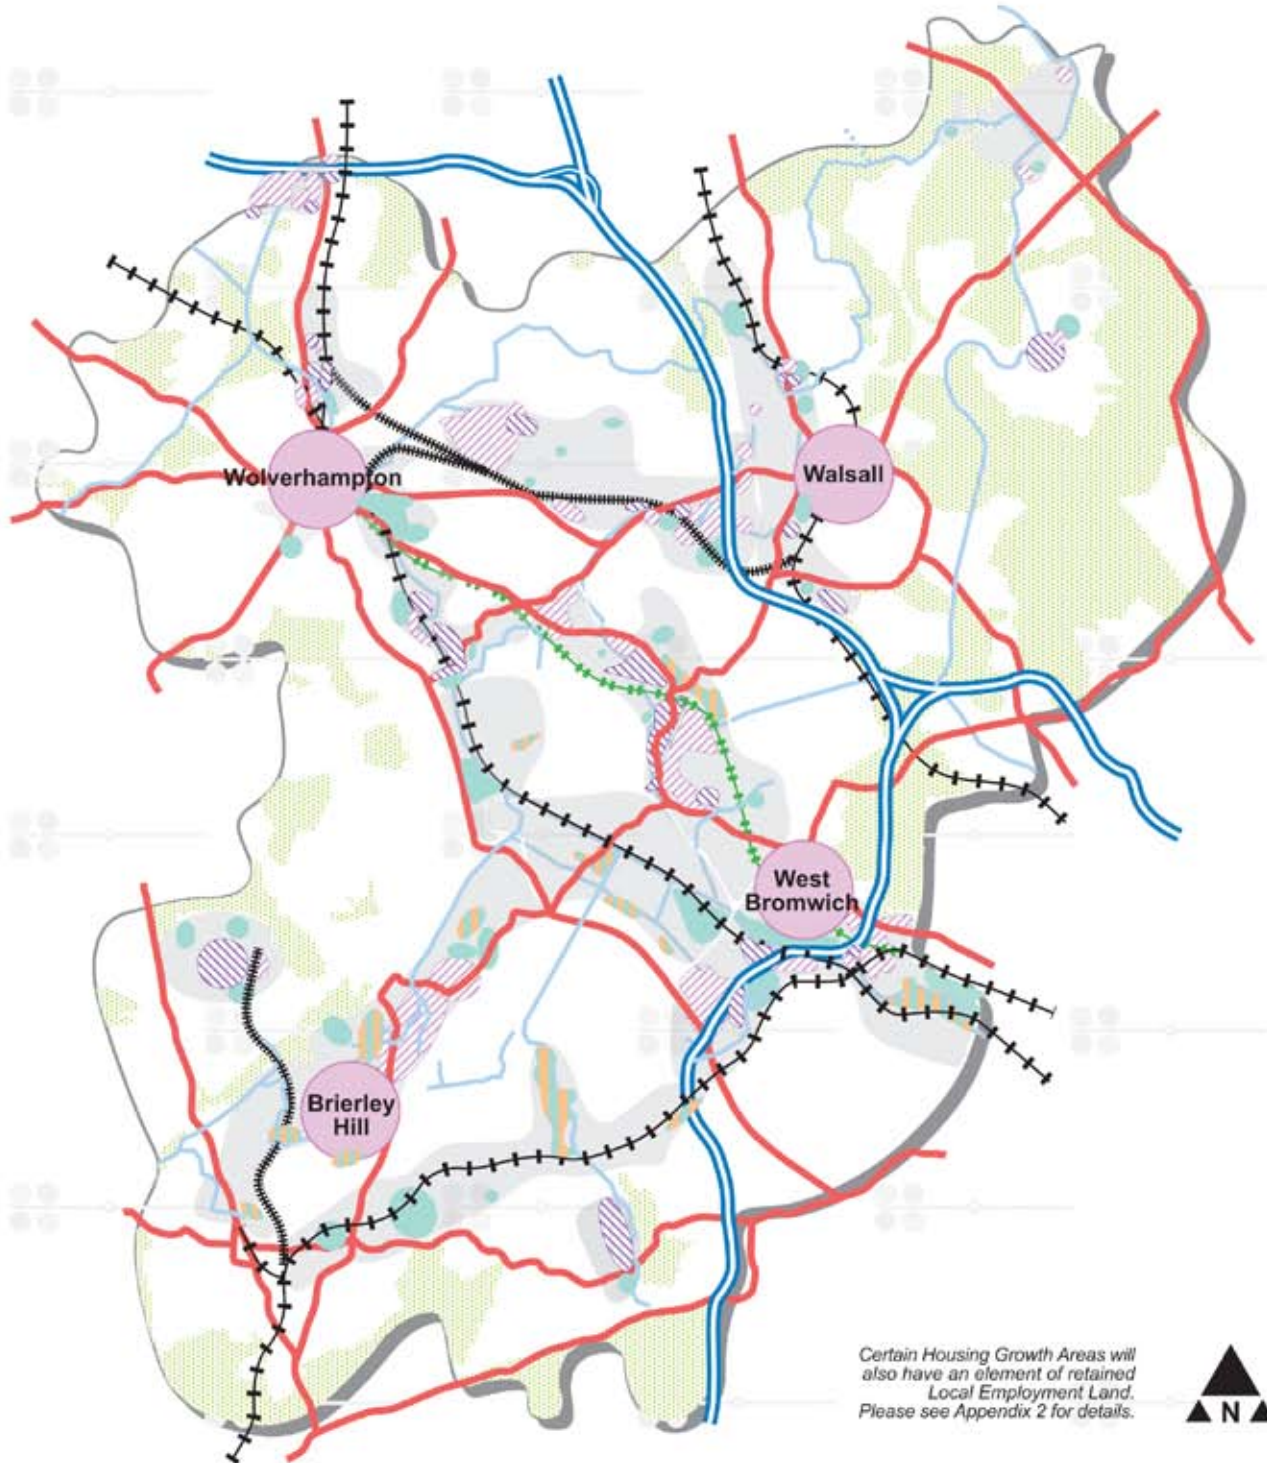 Wolverhampton
Walsall
West
Bromwich
Brierley
Hill
Certain Housing Growth Areas will
also have an element of retained
Local Employment Land.
Please see Appendix 2 for details.
N